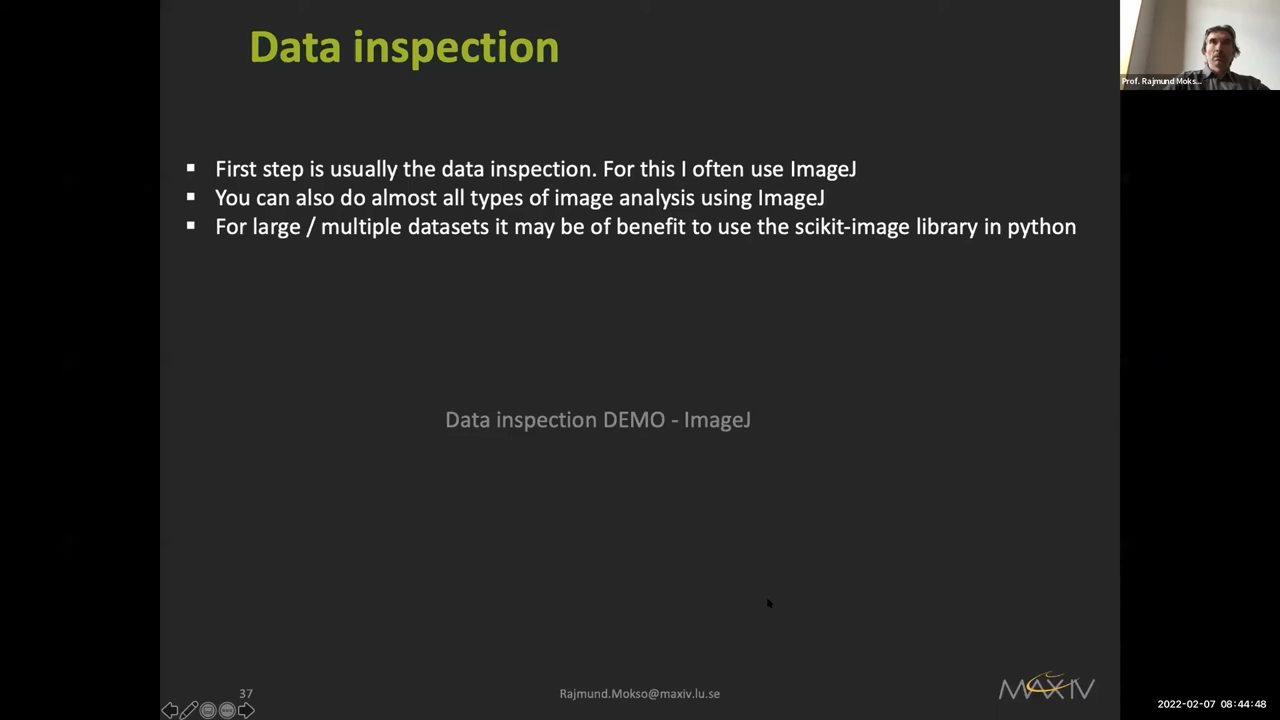 Data inspection
Prof. Rajmund Moks...
▪ First step is usually the data inspection. For this I often use ImageJ
▪ You can also do almost all types of image analysis using ImageJ
▪ For large / multiple datasets it may be of benefit to use the scikit-image library in python
Data inspection DEMO - ImageJ
37
Rajmund.Mokso@maxiv.lu.se
MAXIV
2022-02-07 08:44:48